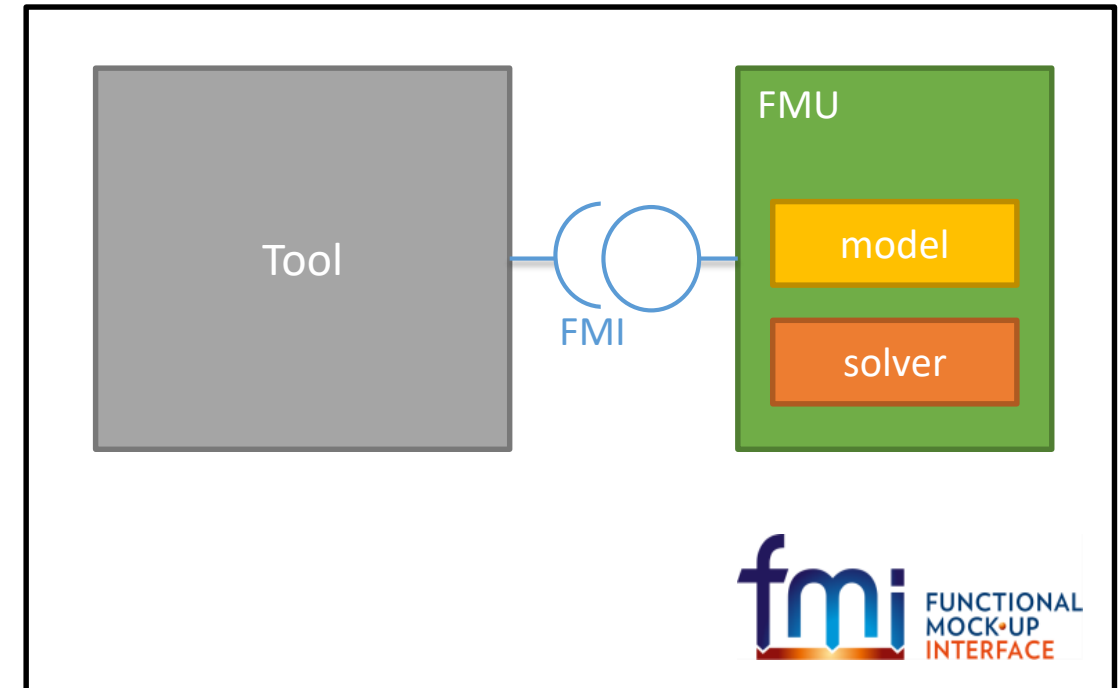 FMU
model
Tool
FMI
solver
fmi
FUNCTIONAL
MOCK-UP
INTERFACE